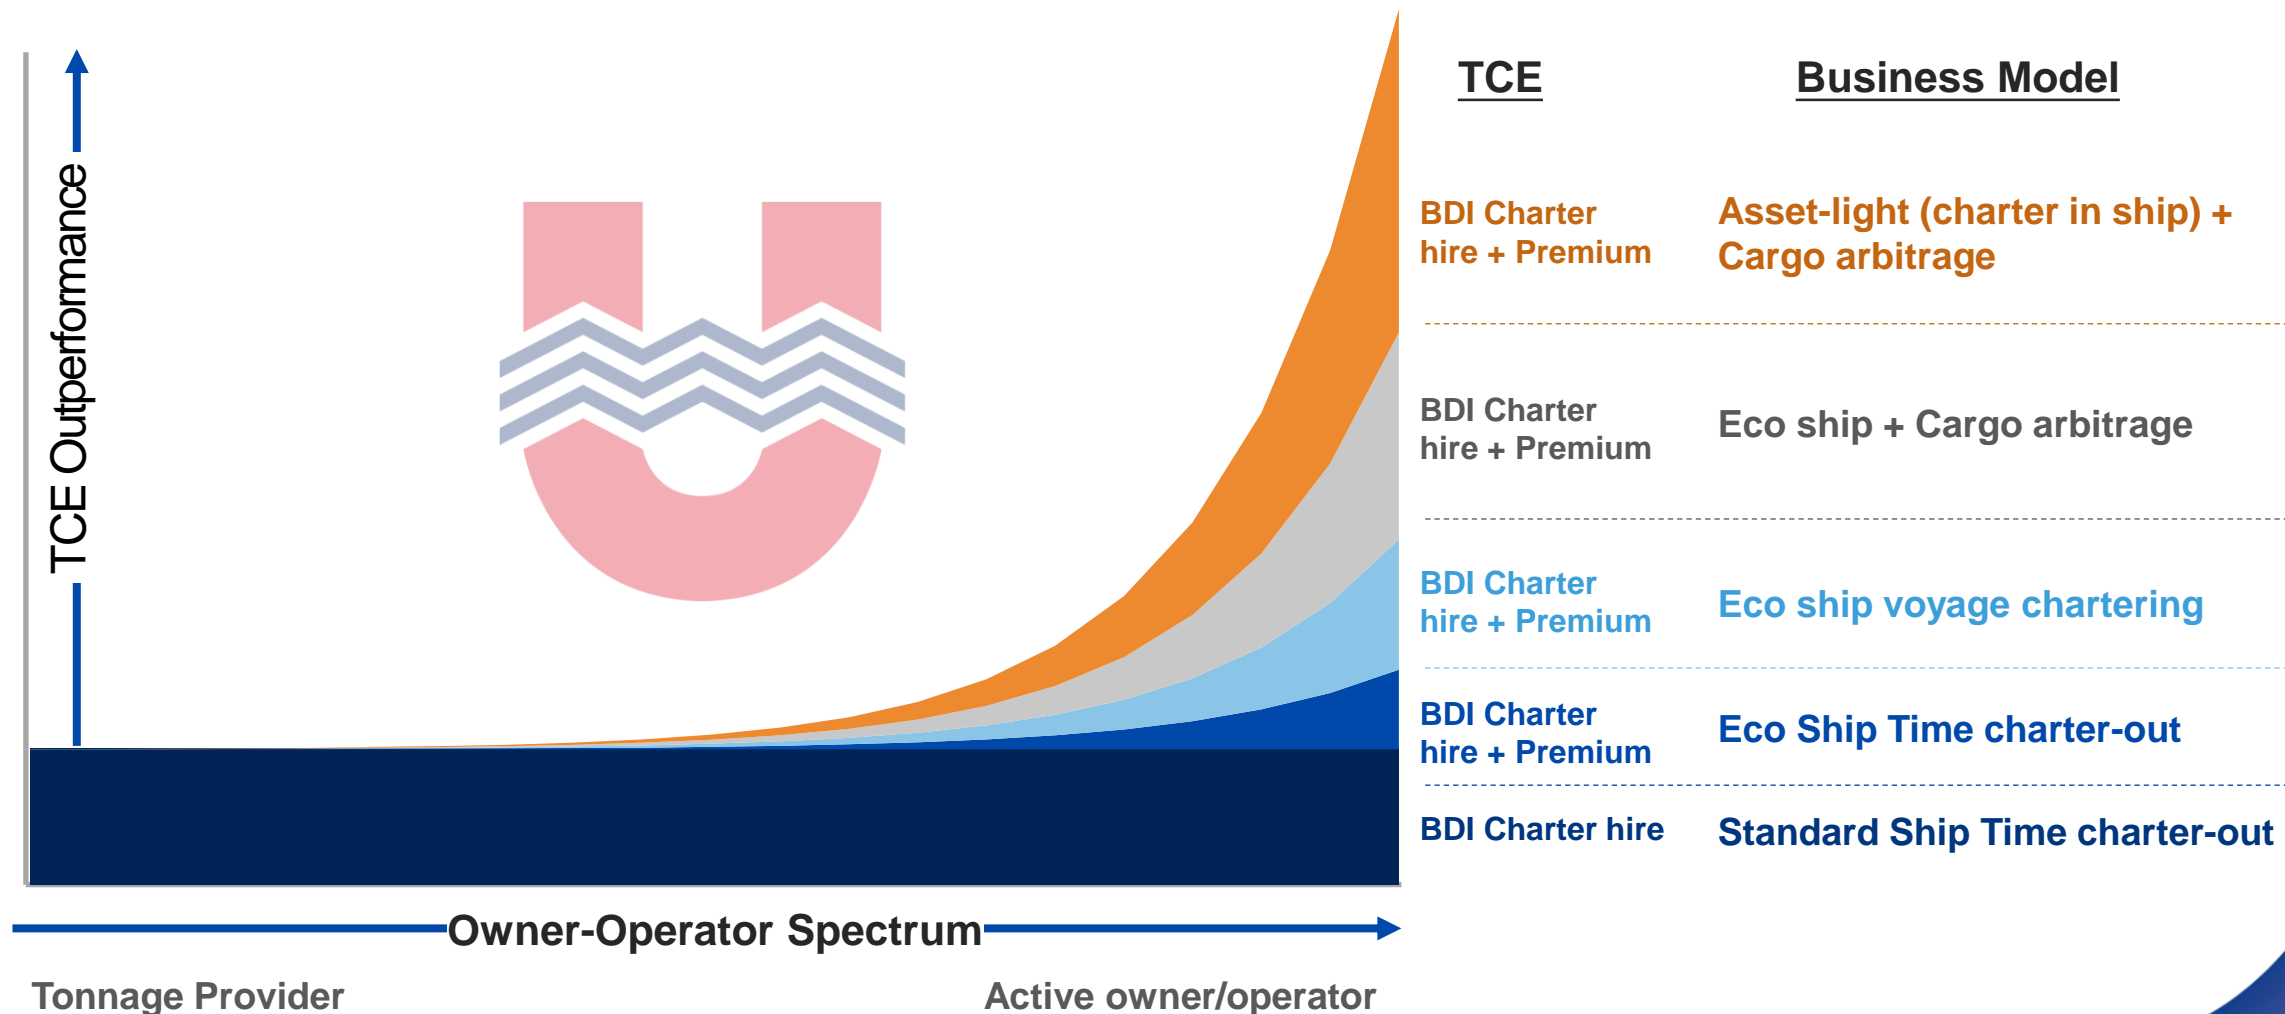 TCE Outperformance
TCE
Business Model
BDI Charter
hire + Premium
Asset-light (charter in ship) +
Cargo arbitrage
BDI Charter
hire + Premium
Eco ship + Cargo arbitrage
BDI Charter
hire + Premium
Eco ship voyage chartering
BDI Charter
hire + Premium
Eco Ship Time charter-out
BDI Charter hire
Standard Ship Time charter-out
Owner-Operator Spectrum
Tonnage Provider
Active owner/operator